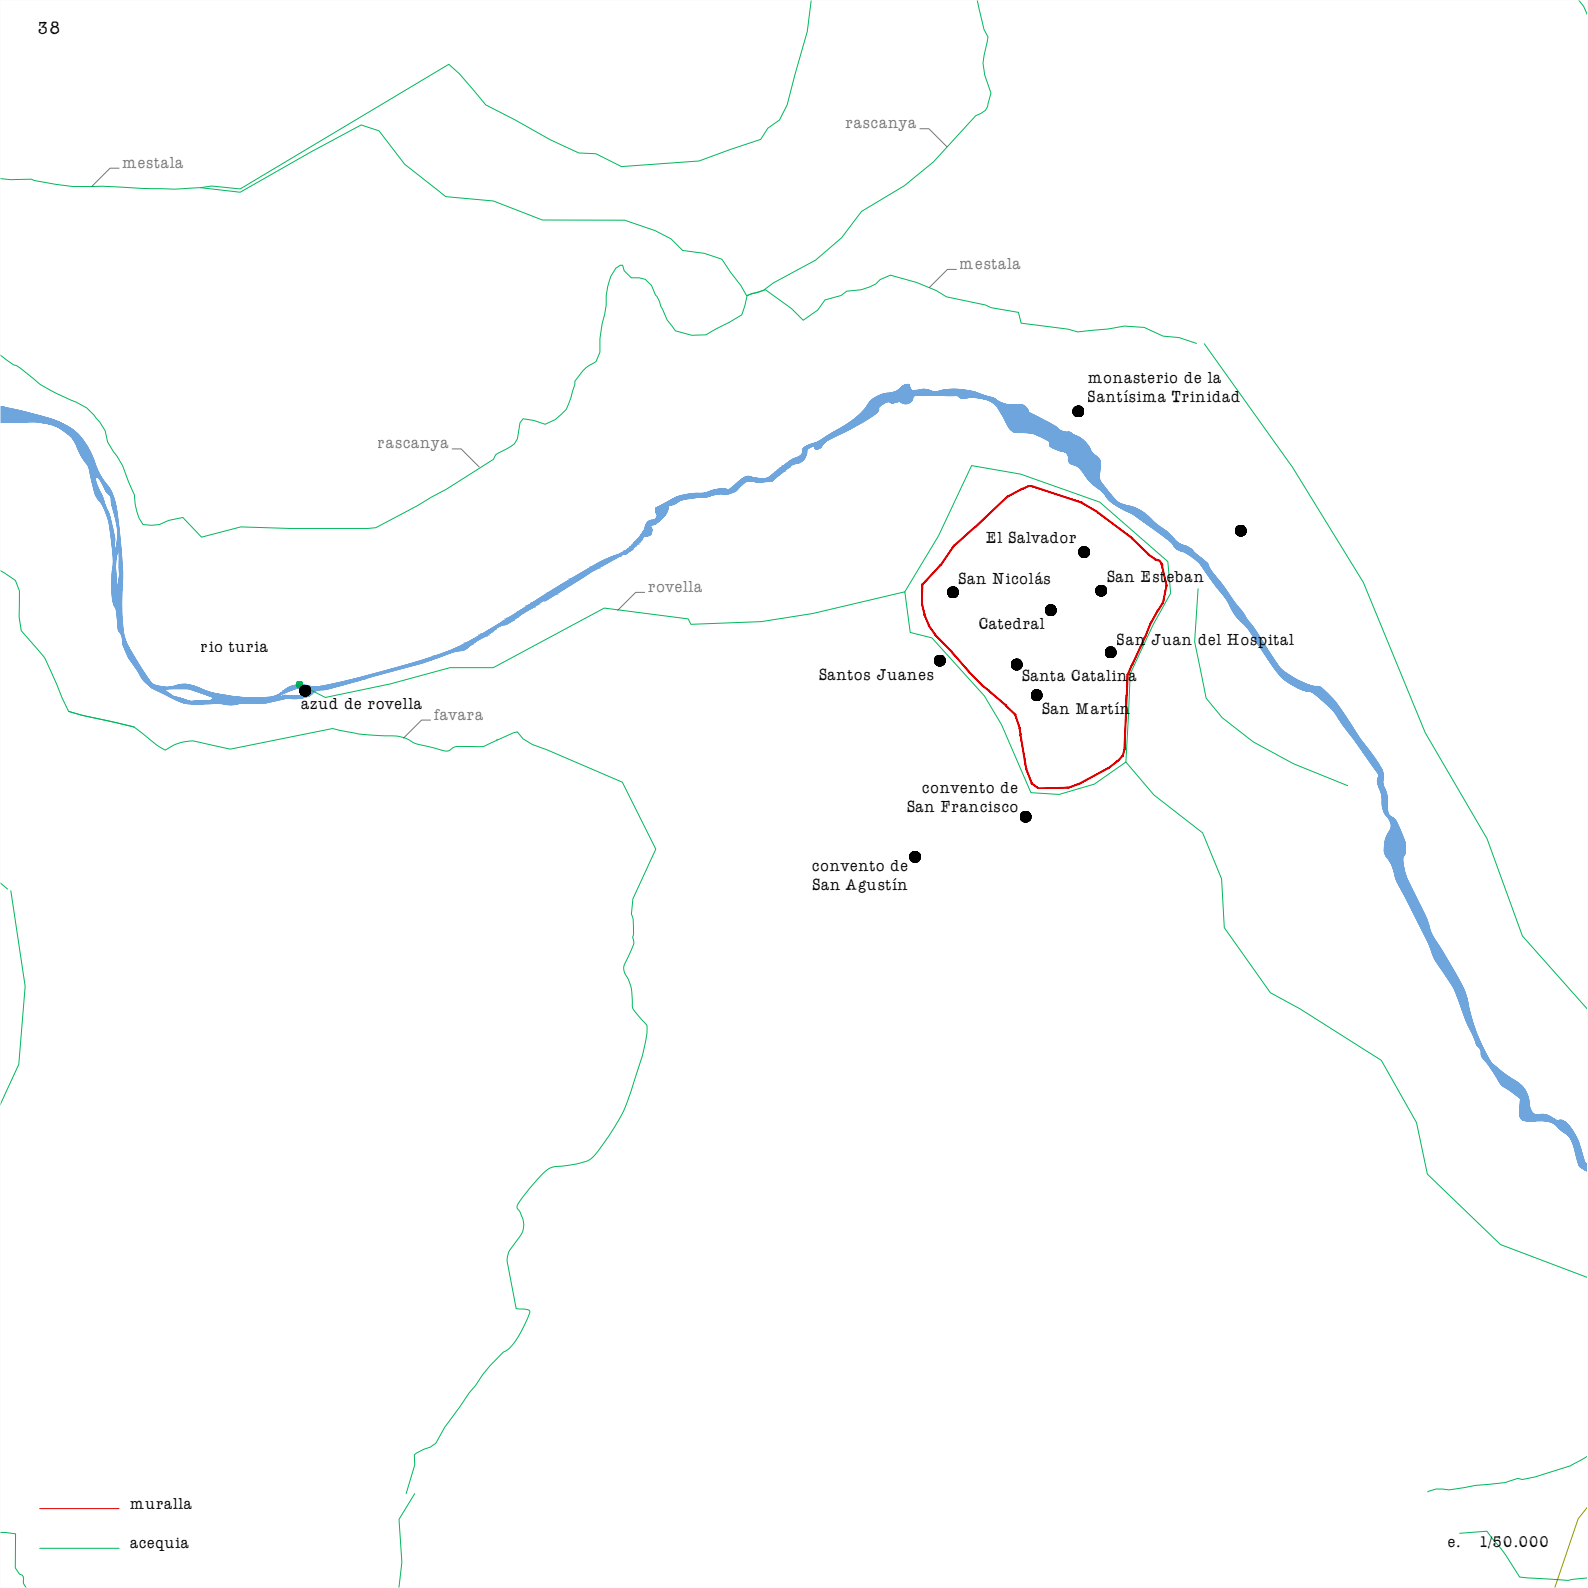 38
rascanya
mestala
mestala
monasterio de la
Santísima Trinidad
rascanya
El Salvador
San Nicolás
San Esteban
rovella
Catedral
San Juan del Hospital
rio turia
Santos Juanes
Santa Catalina
azud de rovella
San Martín
favara
convento de
San Francisco
convento de
San Agustín
muralla
acequia
e. 1/50.000